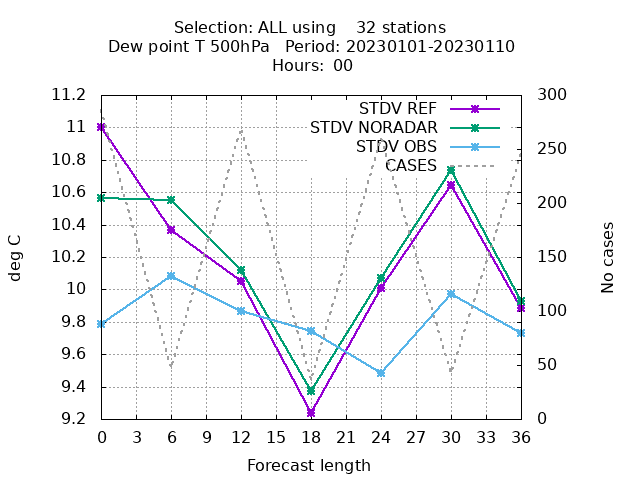 Selection: ALL using    32 stations
Dew point T 500hPa   Period: 20230101-20230110
Hours:  00
11.2
11
10.8
10.6
10.4
10.2
10
9.8
9.6
9.4
9.2
deg C
STDV REF
STDV NORADAR
STDV OBS
CASES
300
250
200
150
100
50
0
No cases
0 3 6 9 12 15 18 21 24 27 30 33 36
Forecast length